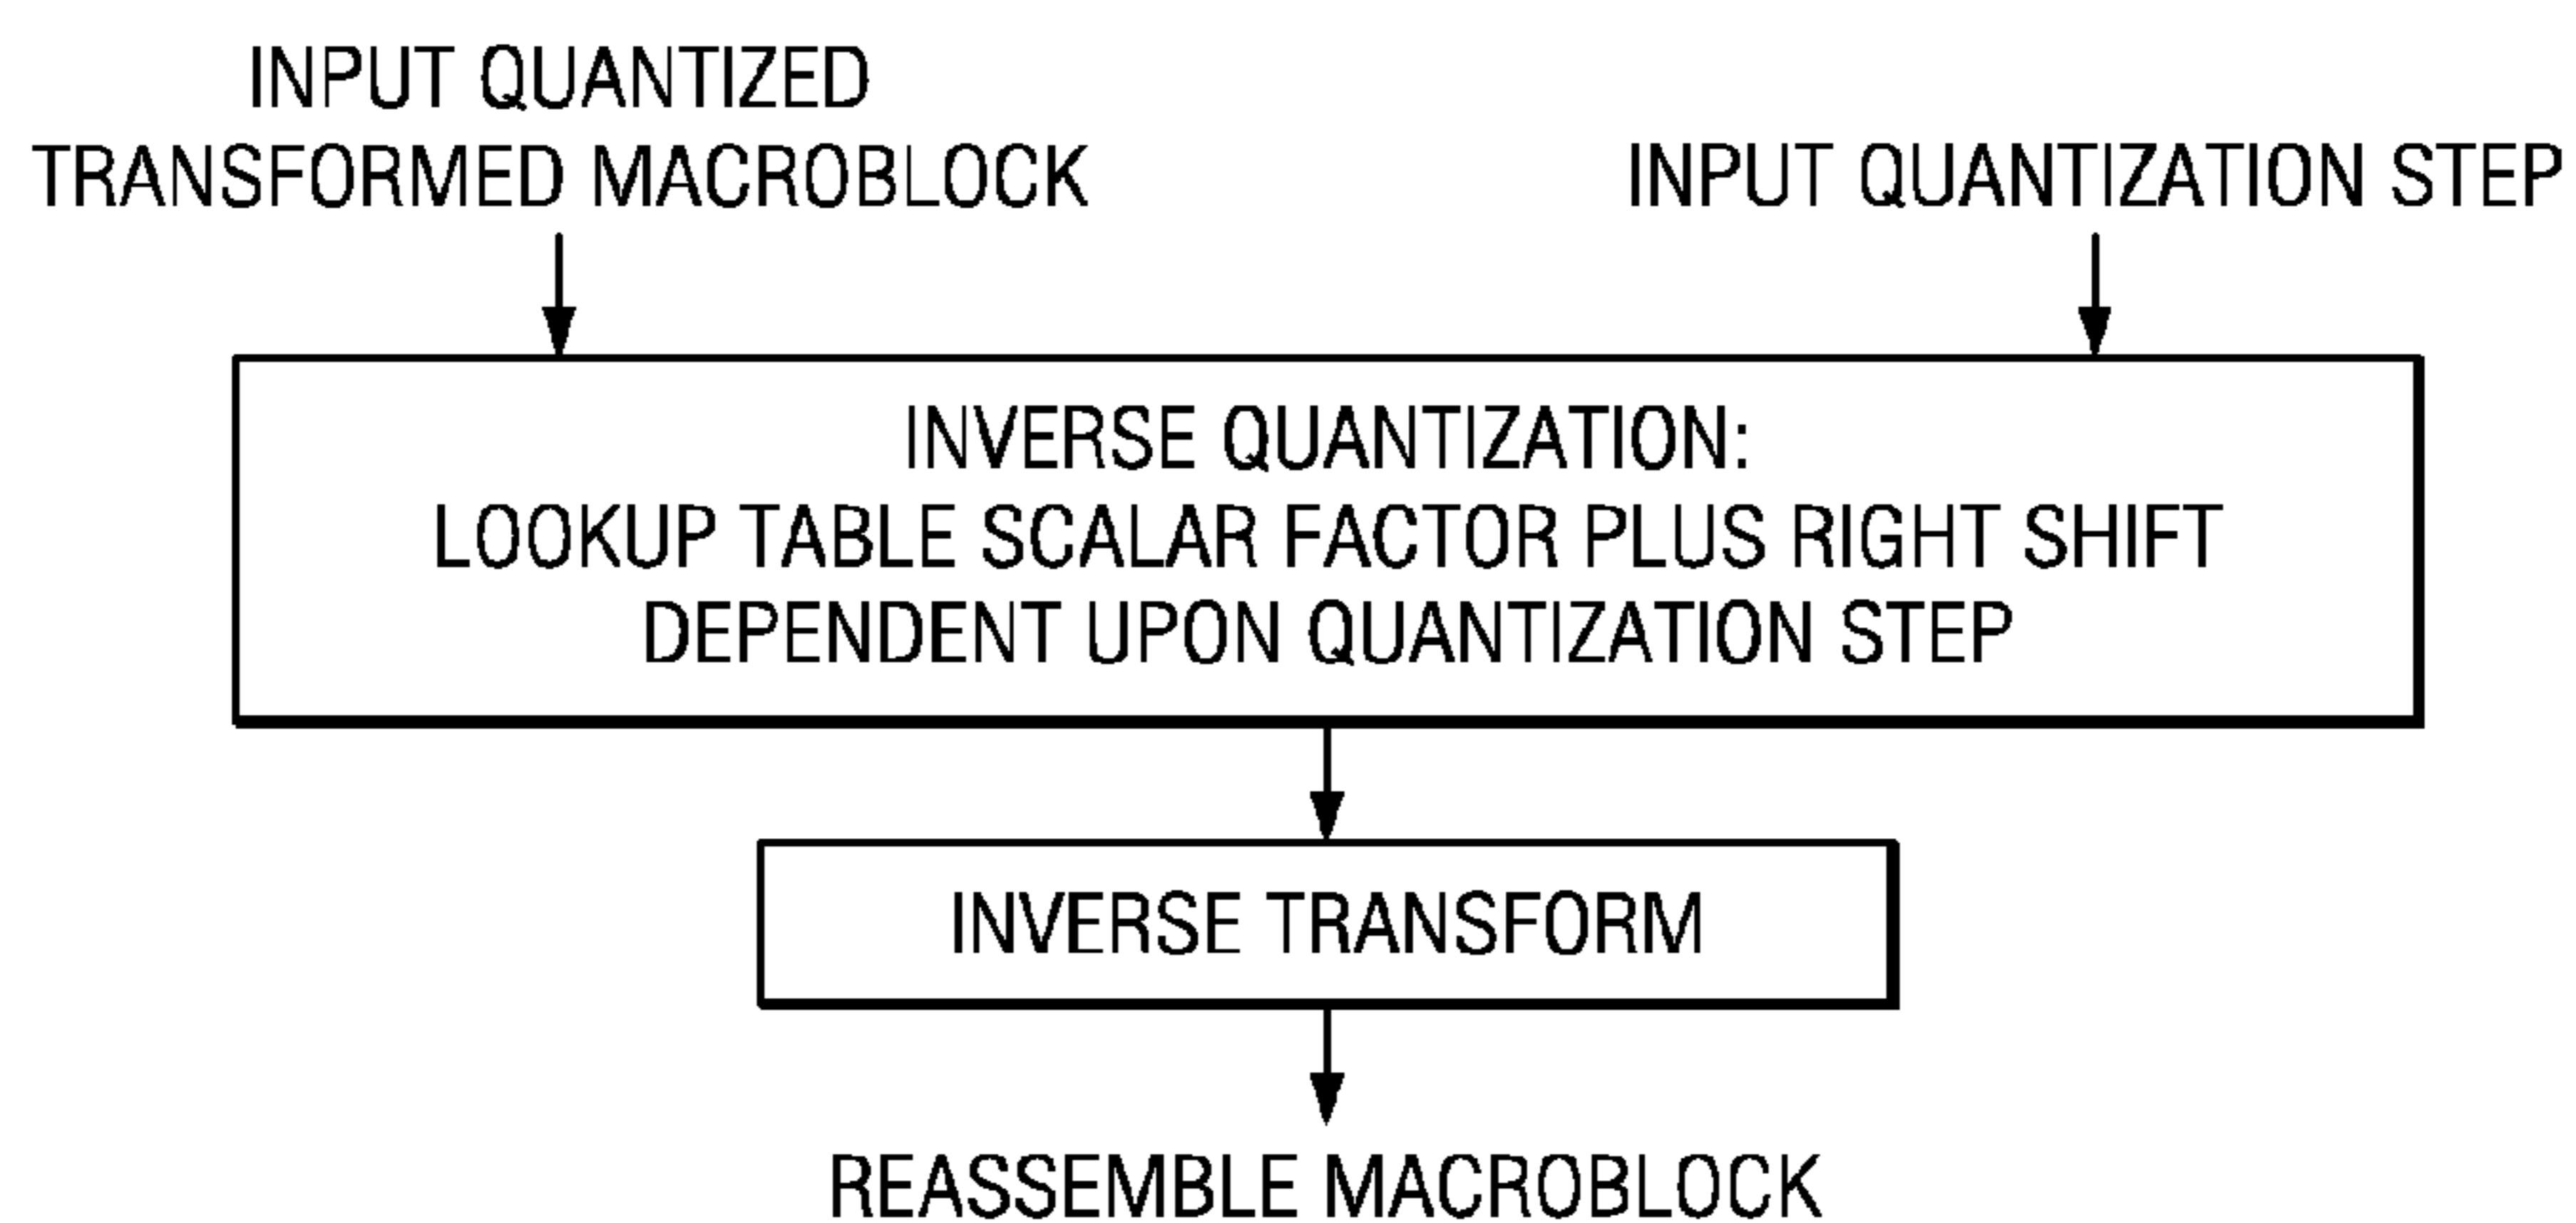 INPUT QUANTIZED
TRANSFORMED MACROBLOCK
INPUT QUANTIZATION STEP
INVERSE QUANTIZATION:
LOOKUP TABLE SCALAR FACTOR PLUS RIGHT SHIFT
DEPENDENT UPON QUANTIZATION STEP
INVERSE TRANSFORM
REASSEMBLE MACROBLOCK